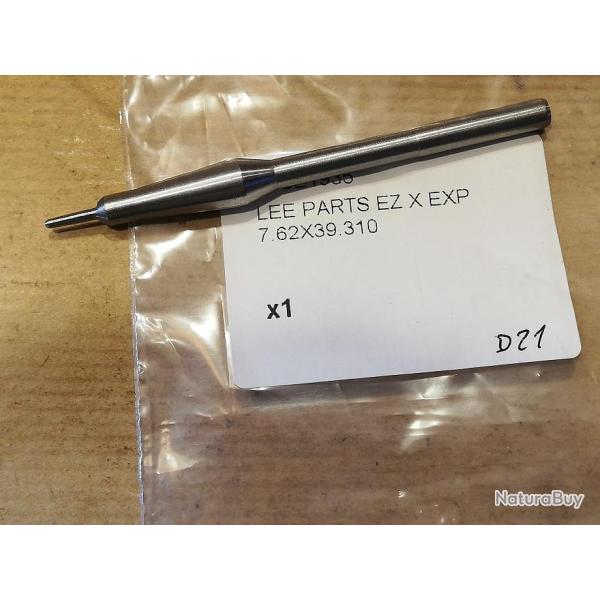 LEE PARTS EZ X EXP
7.62X39.310
x1
D21
NaturaBuy